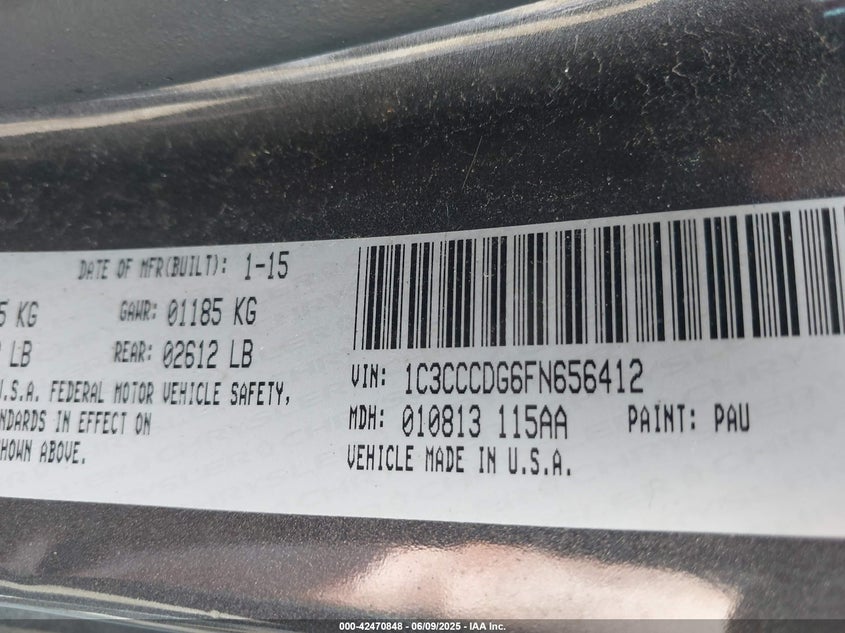 DATE OF MFR(BUILT): 1-15
5 KG GAWR: 01185 KG
LB REAR: 02612 LB
U.S.A. FEDERAL MOTOR VEHICLE SAFETY,
NDARDS IN EFFECT ON
HOWN ABOVE.
VIN: 1C3CCCDG6FN656412
MDH: 010813 115AA PAINT: PAU
VEHICLE MADE IN U.S.A.
000-42470848 - 06/09/2025 - IAA Inc.